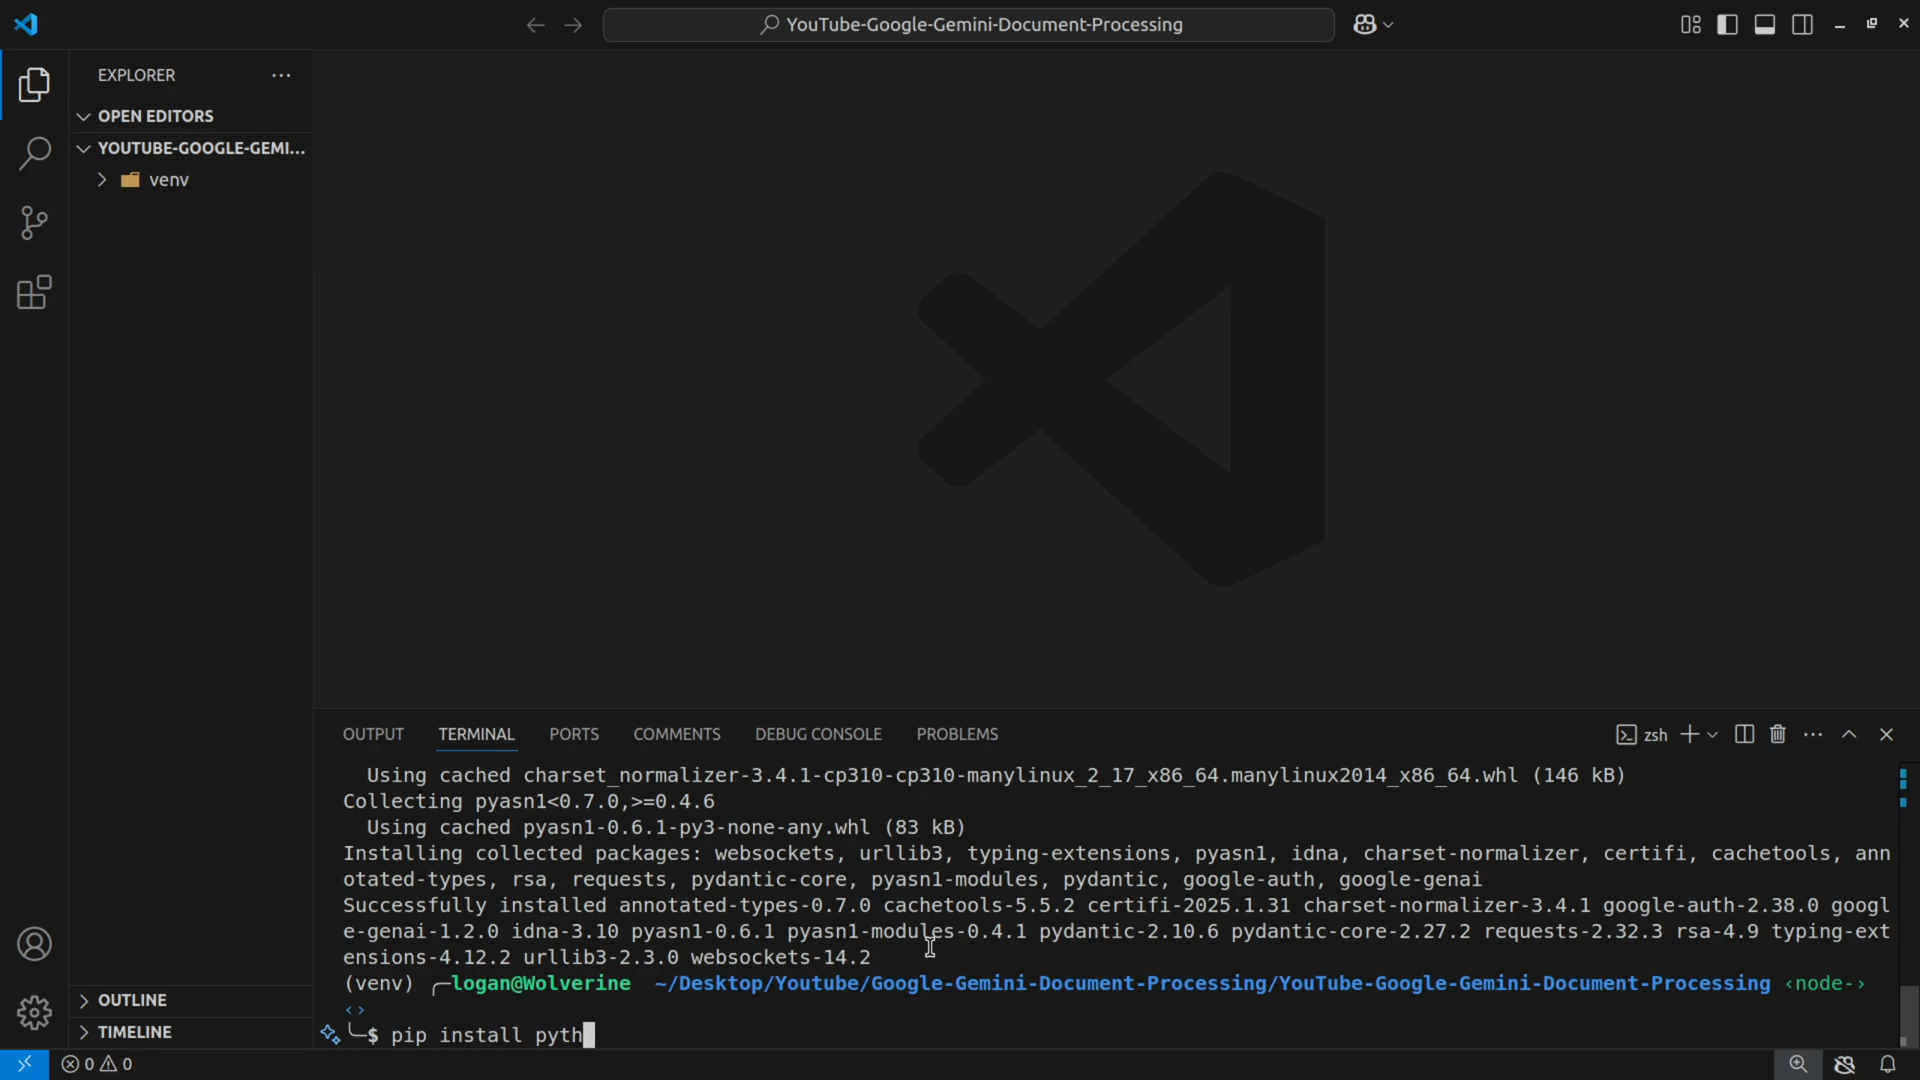 YouTube-Google-Gemini-Document-Processing
EXPLORER
OPEN EDITORS
YOUTUBE-GOOGLE-GEMI...
venv
OUTPUT TERMINAL PORTS COMMENTS DEBUG CONSOLE PROBLEMS
zsh
Using cached charset_normalizer-3.4.1-cp310-cp310-manylinux_2_17_x86_64.manylinux2014_x86_64.whl (146 kB)
Collecting pyasn1<0.7.0,>=0.4.6
Using cached pyasn1-0.6.1-py3-none-any.whl (83 kB)
Installing collected packages: websockets, urllib3, typing-extensions, pyasn1, idna, charset-normalizer, certifi, cachetools, ann
otated-types, rsa, requests, pydantic-core, pyasn1-modules, pydantic, google-auth, google-genai
Successfully installed annotated-types-0.7.0 cachetools-5.5.2 certifi-2025.1.31 charset-normalizer-3.4.1 google-auth-2.38.0 googl
e-genai-1.2.0 idna-3.10 pyasn1-0.6.1 pyasn1-modules-0.4.1 pydantic-2.10.6 pydantic-core-2.27.2 requests-2.32.3 rsa-4.9 typing-ext
ensions-4.12.2 urllib3-2.3.0 websockets-14.2
(venv) ╭─logan@Wolverine ~/Desktop/Youtube/Google-Gemini-Document-Processing/YouTube-Google-Gemini-Document-Processing ‹node-›
‹›
╰─$ pip install pyth
OUTLINE
TIMELINE
0 0